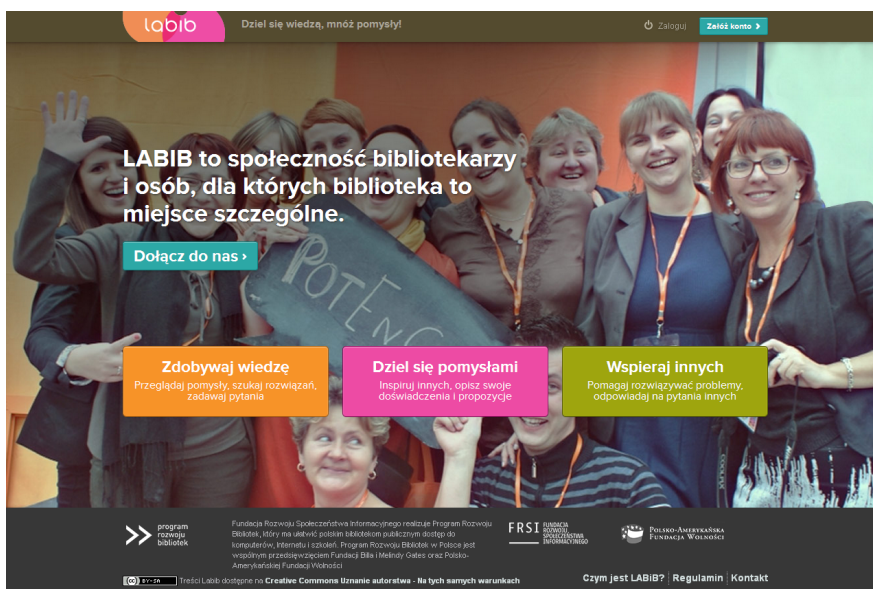 labib
Dziel się wiedzą, mnóż pomysły!
Zaloguj
Załóż konto ❯
LABIB to społeczność bibliotekarzy
i osób, dla których biblioteka to
miejsce szczególne.
Dołącz do nas ›
POTENC
Zdobywaj wiedzę
Przeglądaj pomysły, szukaj rozwiązań,
zadawaj pytania
Dziel się pomysłami
Inspiruj innych, opisz swoje
doświadczenia i propozycje
Wspieraj innych
Pomagaj rozwiązywać problemy,
odpowiadaj na pytania innych
program
rozwoju
bibliotek
Fundacja Rozwoju Społeczeństwa Informacyjnego realizuje Program Rozwoju
Bibliotek, który ma ułatwić polskim bibliotekom publicznym dostęp do
komputerów, Internetu i szkoleń. Program Rozwoju Bibliotek w Polsce jest
wspólnym przedsięwzięciem Fundacji Billa i Melindy Gates oraz Polsko-
Amerykańskiej Fundacji Wolności
FRSI
FUNDACJA
ROZWOJU
SPOŁECZEŃSTWA
INFORMACYJNEGO
Polsko-Amerykańska
Fundacja Wolności
cc BY-SA Treści Labib dostępne na Creative Commons Uznanie autorstwa - Na tych samych warunkach
Czym jest LABiB? Regulamin Kontakt